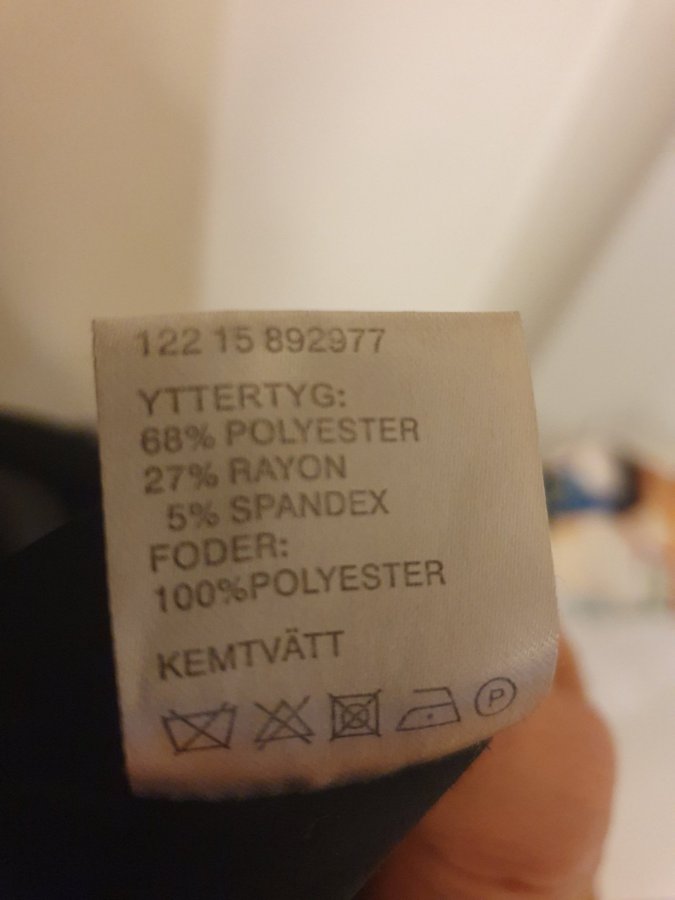 122 15 892977
YTTERTYG:
68% POLYESTER
27% RAYON
5% SPANDEX
FODER:
100%POLYESTER
KEMTVÄTT
P